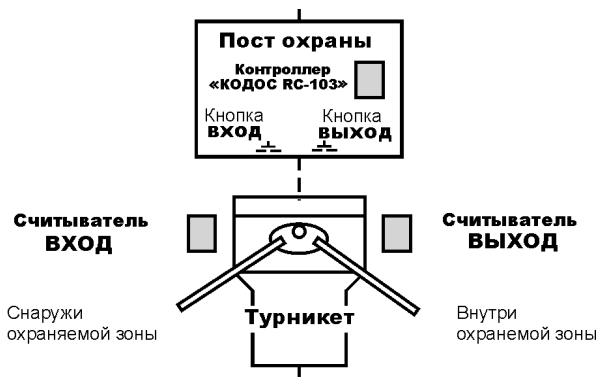 Пост охраны
Контроллер
«КОДОС RC-103»
Кнопка
ВХОД
Кнопка
ВЫХОД
Считыватель
ВХОД
Считыватель
ВЫХОД
Снаружи
охраняемой зоны
Турникет
Внутри
охранемой зоны